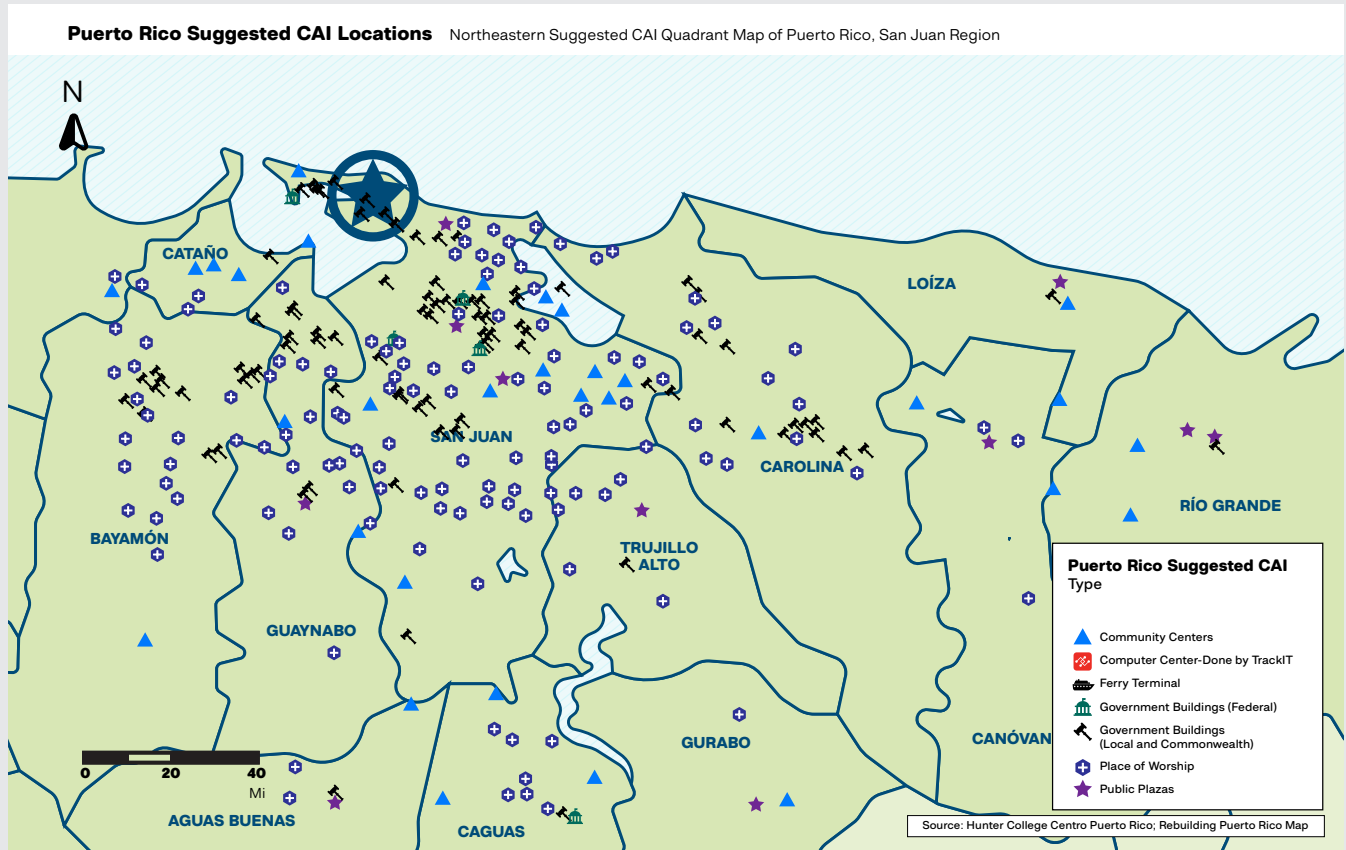 Puerto Rico Suggested CAI Locations Northeastern Suggested CAI Quadrant Map of Puerto Rico, San Juan Region
N
CATAÑO
LOÍZA
SAN JUAN
CAROLINA
RÍO GRANDE
BAYAMÓN
TRUJILLO
ALTO
GUAYNABO
GURABO
CANÓVAN
AGUAS BUENAS
CAGUAS
0 20 40
Mi
Puerto Rico Suggested CAI
Type
Community Centers
Computer Center-Done by TrackIT
Ferry Terminal
Government Buildings (Federal)
Government Buildings
(Local and Commonwealth)
Place of Worship
Public Plazas
Source: Hunter College Centro Puerto Rico; Rebuilding Puerto Rico Map